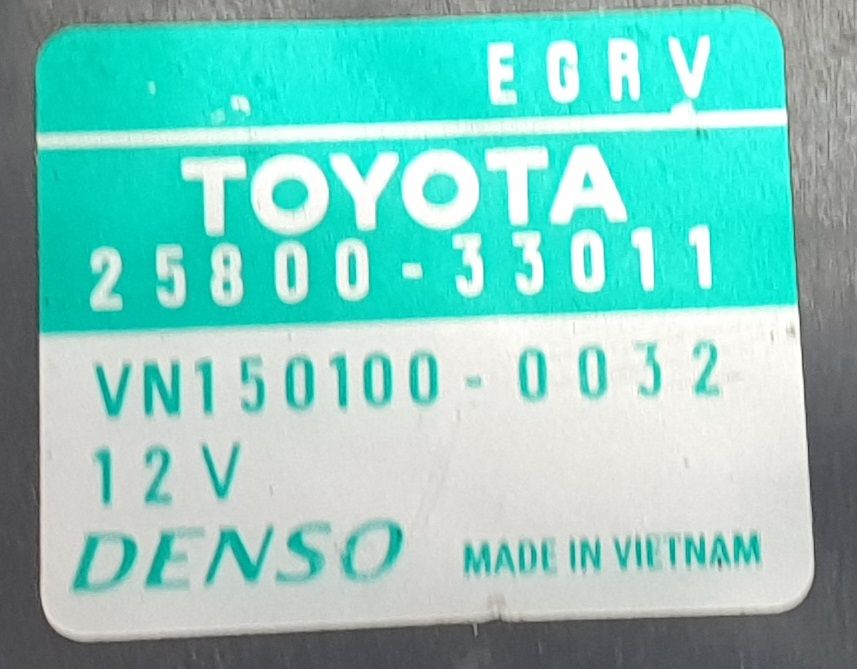 EGRV
TOYOTA
25800-33011
VN150100-0032
12V
DENSO MADE IN VIETNAM